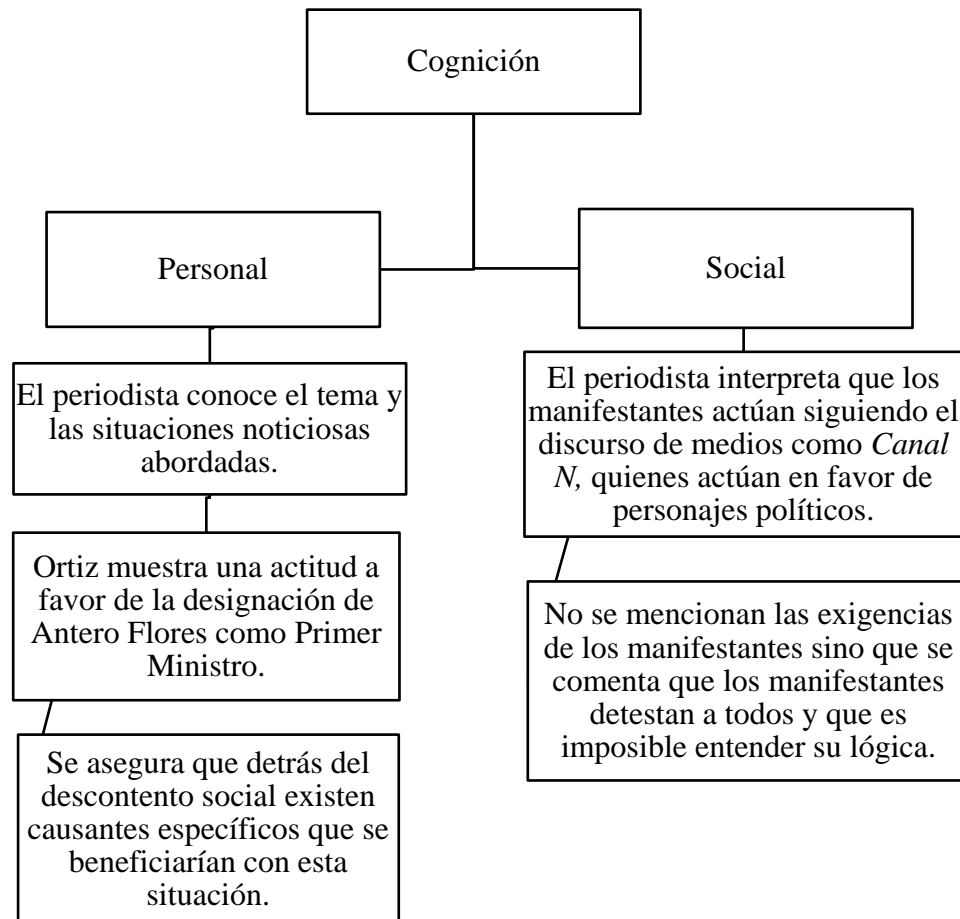 Cognición
Personal
El periodista conoce el tema y
las situaciones noticiosas
abordadas.
Ortiz muestra una actitud a
favor de la designación de
Antero Flores como Primer
Ministro.
Se asegura que detrás del
descontento social existen
causantes específicos que se
beneficiarían con esta
situación.
Social
El periodista interpreta que los
manifestantes actúan siguiendo el
discurso de medios como Canal
N, quienes actúan en favor de
personajes políticos.
No se mencionan las exigencias
de los manifestantes sino que se
comenta que los manifestantes
detestan a todos y que es
imposible entender su lógica.